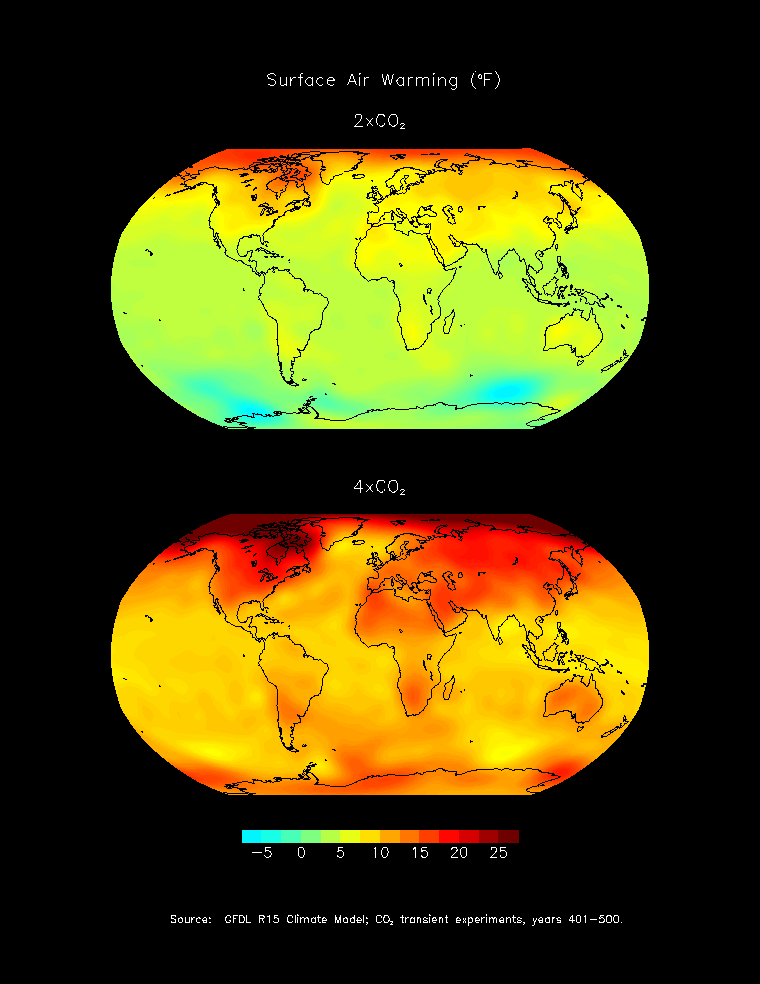 Surface Air Warming (°F)
2xCO₂
4xCO₂
−5 0 5 10 15 20 25
Source: GFDL R15 Climate Model; CO₂ transient experiments, years 401−500.